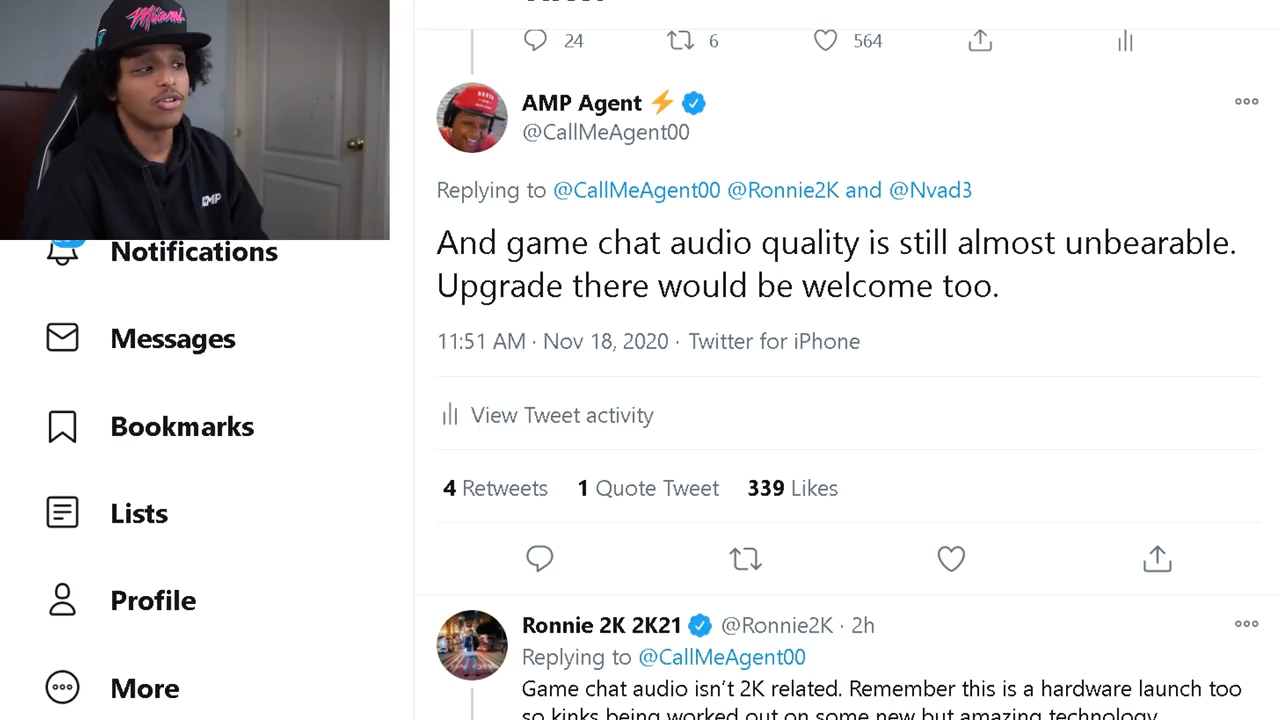 Miami
AMP
24 6 564
AMP Agent ⚡
@CallMeAgent00
Replying to @CallMeAgent00 @Ronnie2K and @Nvad3
And game chat audio quality is still almost unbearable.
Upgrade there would be welcome too.
11:51 AM · Nov 18, 2020 · Twitter for iPhone
View Tweet activity
4 Retweets 1 Quote Tweet 339 Likes
Ronnie 2K 2K21 @Ronnie2K · 2h
Replying to @CallMeAgent00
Game chat audio isn't 2K related. Remember this is a hardware launch too
so kinks being worked out on some new but amazing technology
Notifications
Messages
Bookmarks
Lists
Profile
More